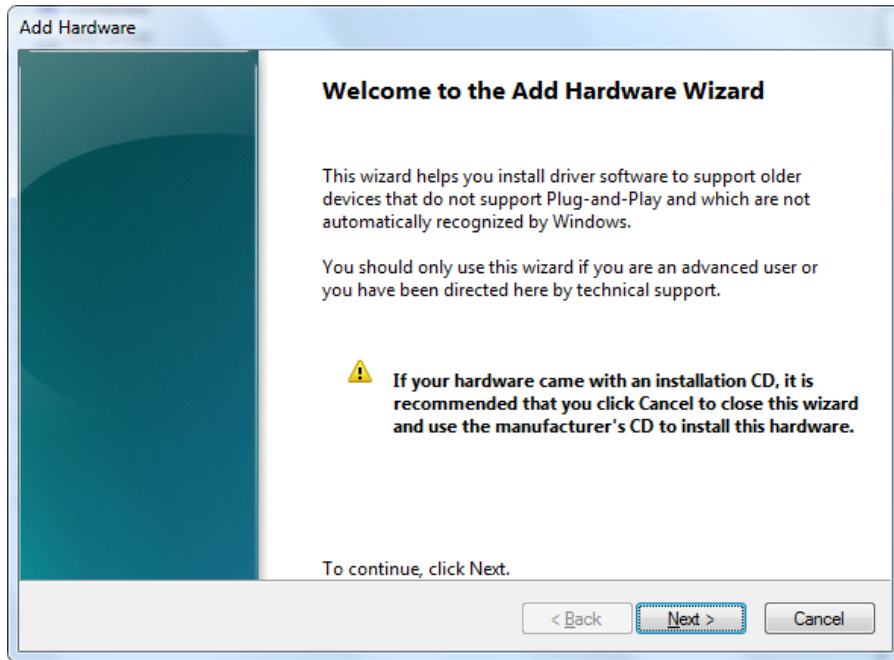 Add Hardware
Welcome to the Add Hardware Wizard
This wizard helps you install driver software to support older
devices that do not support Plug-and-Play and which are not
automatically recognized by Windows.
You should only use this wizard if you are an advanced user or
you have been directed here by technical support.
If your hardware came with an installation CD, it is
recommended that you click Cancel to close this wizard
and use the manufacturer's CD to install this hardware.
To continue, click Next.
< Back Next > Cancel